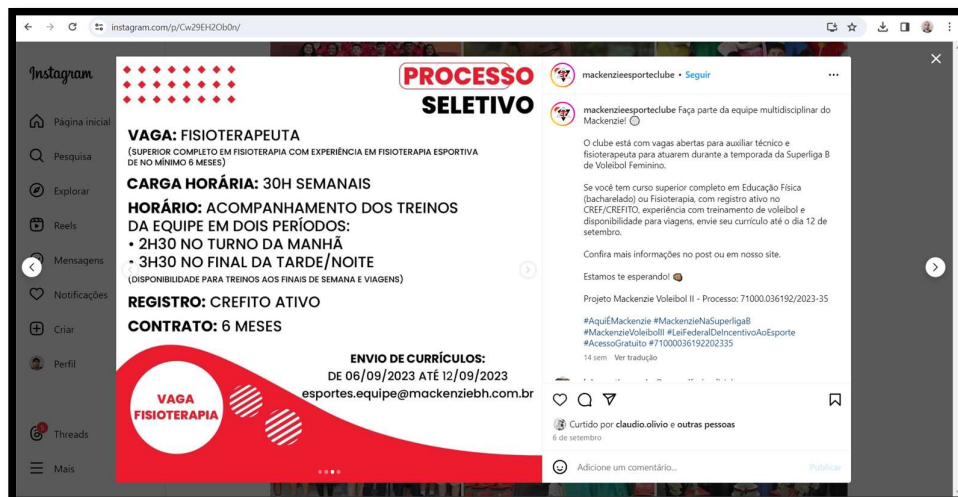 instagram.com/p/Cw29EH2Ob0n/
Instagram
Página inicial
Pesquisa
Explorar
Reels
Mensagens
Notificações
Criar
Perfil
Threads
Mais
PROCESSO
SELETIVO
VAGA: FISIOTERAPEUTA
(SUPERIOR COMPLETO EM FISIOTERAPIA COM EXPERIÊNCIA EM FISIOTERAPIA ESPORTIVA
DE NO MÍNIMO 6 MESES)
CARGA HORÁRIA: 30H SEMANAIS
HORÁRIO: ACOMPANHAMENTO DOS TREINOS
DA EQUIPE EM DOIS PERÍODOS:
• 2H30 NO TURNO DA MANHÃ
• 3H30 NO FINAL DA TARDE/NOITE
(DISPONIBILIDADE PARA TREINOS AOS FINAIS DE SEMANA E VIAGENS)
REGISTRO: CREFITO ATIVO
CONTRATO: 6 MESES
ENVIO DE CURRÍCULOS:
DE 06/09/2023 ATÉ 12/09/2023
esportes.equipe@mackenziebh.com.br
VAGA
FISIOTERAPIA
mackenzieesporteclube • Seguir
mackenzieesporteclube Faça parte da equipe multidisciplinar do
Mackenzie!
O clube está com vagas abertas para auxiliar técnico e
fisioterapeuta para atuarem durante a temporada da Superliga B
de Voleibol Feminino.
Se você tem curso superior completo em Educação Física
(bacharelado) ou Fisioterapia, com registro ativo no
CREF/CREFITO, experiência com treinamento de voleibol e
disponibilidade para viagens, envie seu currículo até o dia 12 de
setembro.
Confira mais informações no post ou em nosso site.
Estamos te esperando!
Projeto Mackenzie Voleibol II - Processo: 71000.036192/2023-35
#AquiÉMackenzie #MackenzieNaSuperligaB
#MackenzieVoleibolII #LeiFederalDeIncentivoAoEsporte
#AcessoGratuito #71000036192202335
14 sem Ver tradução
Curtido por claudio.olivio e outras pessoas
6 de setembro
Adicione um comentário...
Publicar